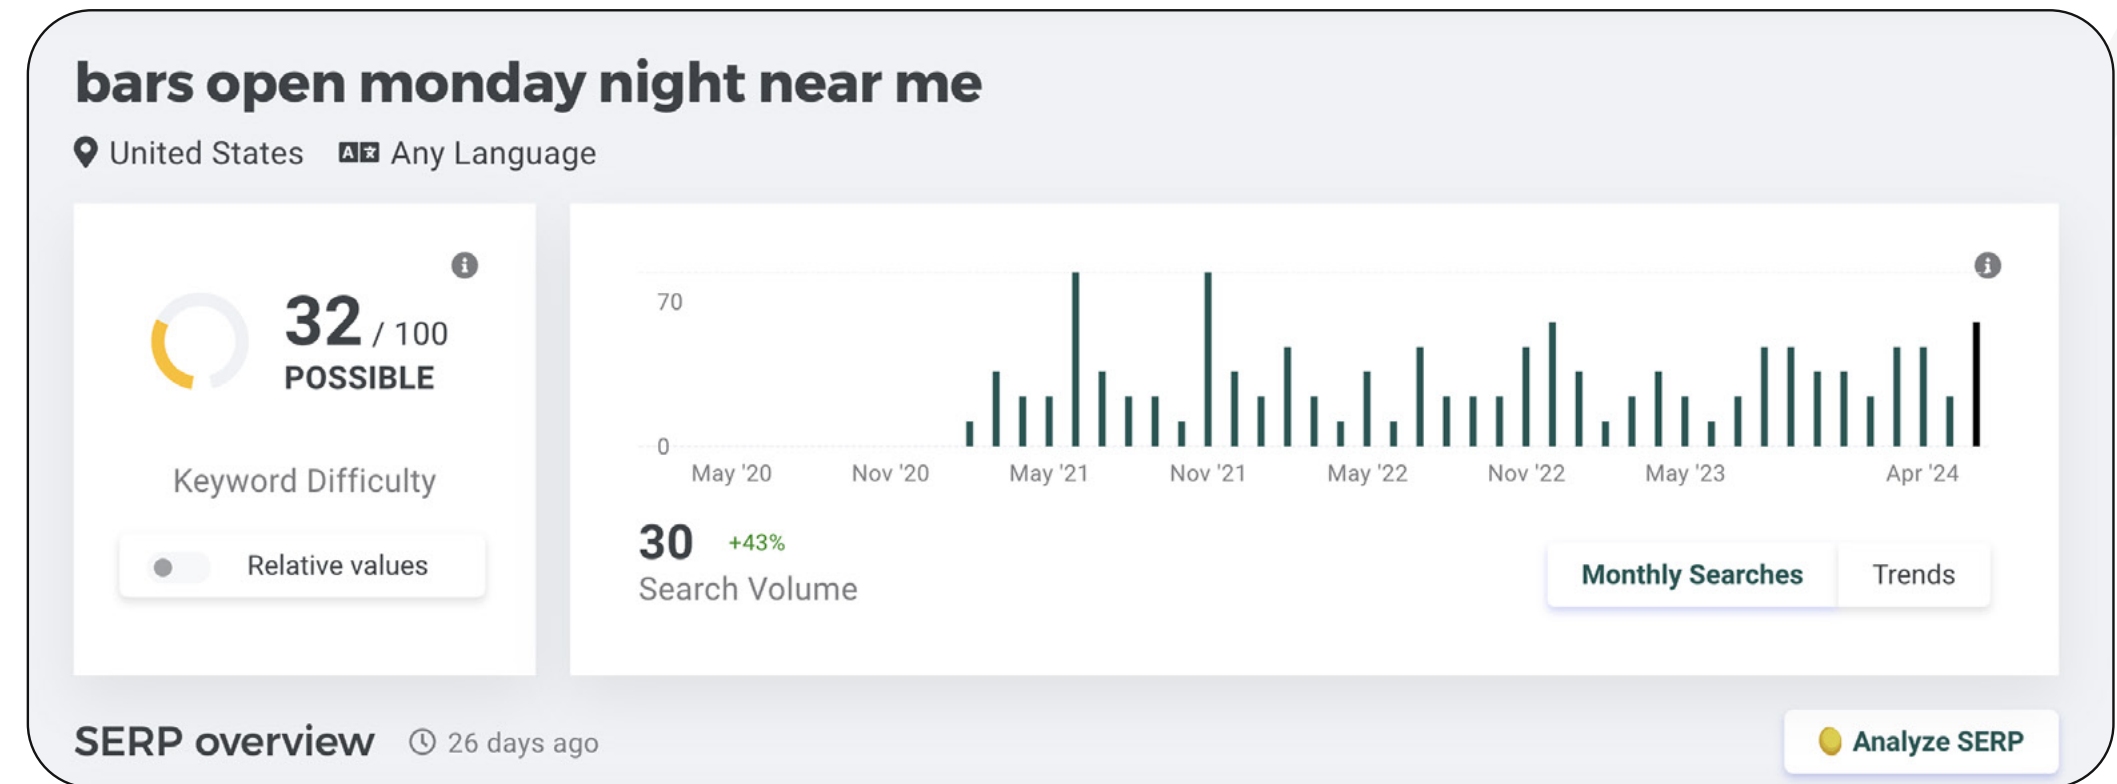 bars open monday night near me
United States Any Language
32 / 100
POSSIBLE
Keyword Difficulty
Relative values
70
0
May '20 Nov '20 May '21 Nov '21 May '22 Nov '22 May '23 Apr '24
30 +43%
Search Volume
Monthly Searches Trends
SERP overview 26 days ago
Analyze SERP